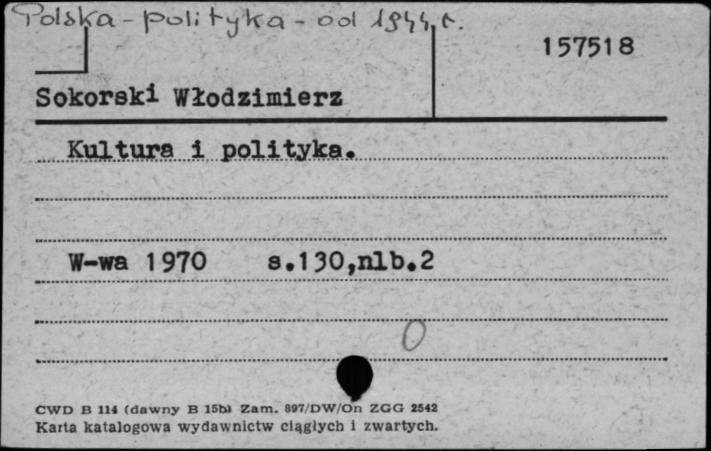 Polska - polityka - od 1944 r.
157518
Sokorski Włodzimierz
Kultura i polityka.
W-wa 1970 s.130,nlb.2
0
CWD B 114 (dawny B 15b) Zam. 897/DW/On ZGG 2542
Karta katalogowa wydawnictw ciągłych i zwartych.